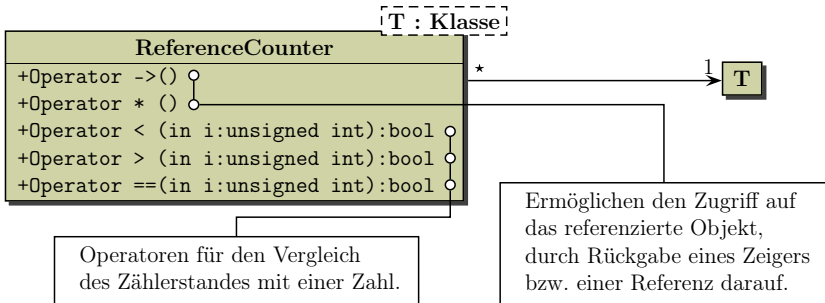 T : Klasse
ReferenceCounter
+Operator ->()
+Operator * ()
+Operator < (in i:unsigned int):bool
+Operator > (in i:unsigned int):bool
+Operator ==(in i:unsigned int):bool
⋆
1
T
Operatoren für den Vergleich
des Zählerstandes mit einer Zahl.
Ermöglichen den Zugriff auf
das referenzierte Objekt,
durch Rückgabe eines Zeigers
bzw. einer Referenz darauf.